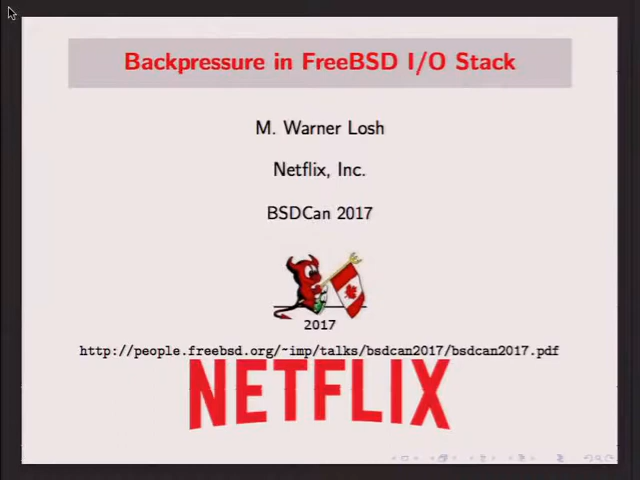 Backpressure in FreeBSD I/O Stack
M. Warner Losh
Netflix, Inc.
BSDCan 2017
2017
http://people.freebsd.org/~imp/talks/bsdcan2017/bsdcan2017.pdf
NETFLIX